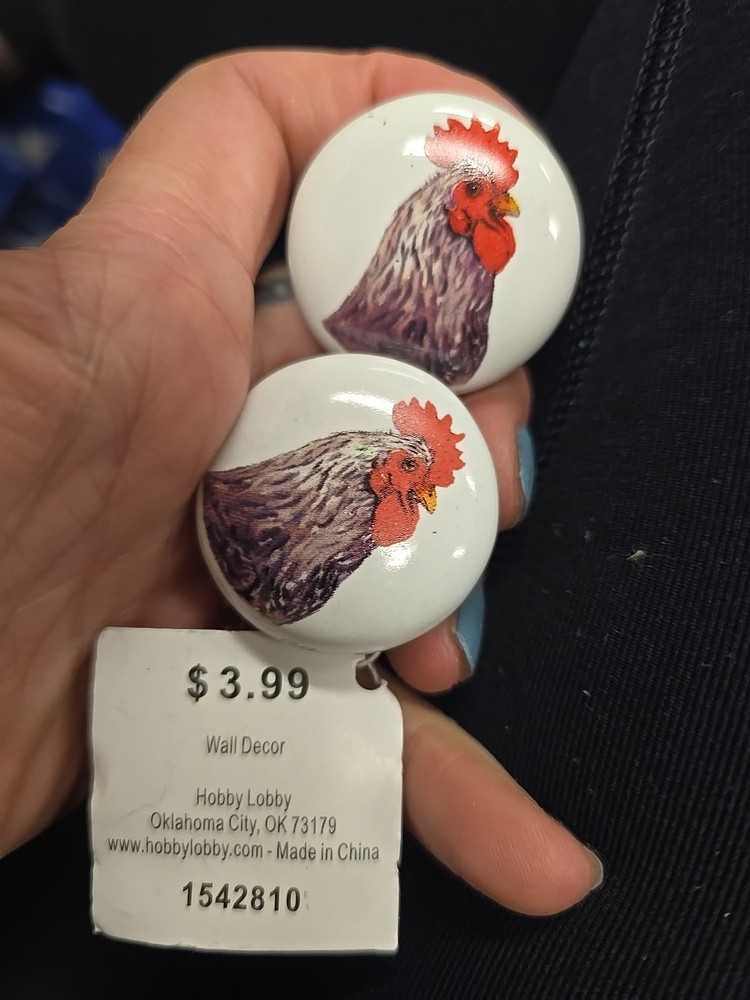 $3.99
Wall Decor
Hobby Lobby
Oklahoma City, OK 73179
www.hobbylobby.com - Made in China
1542810